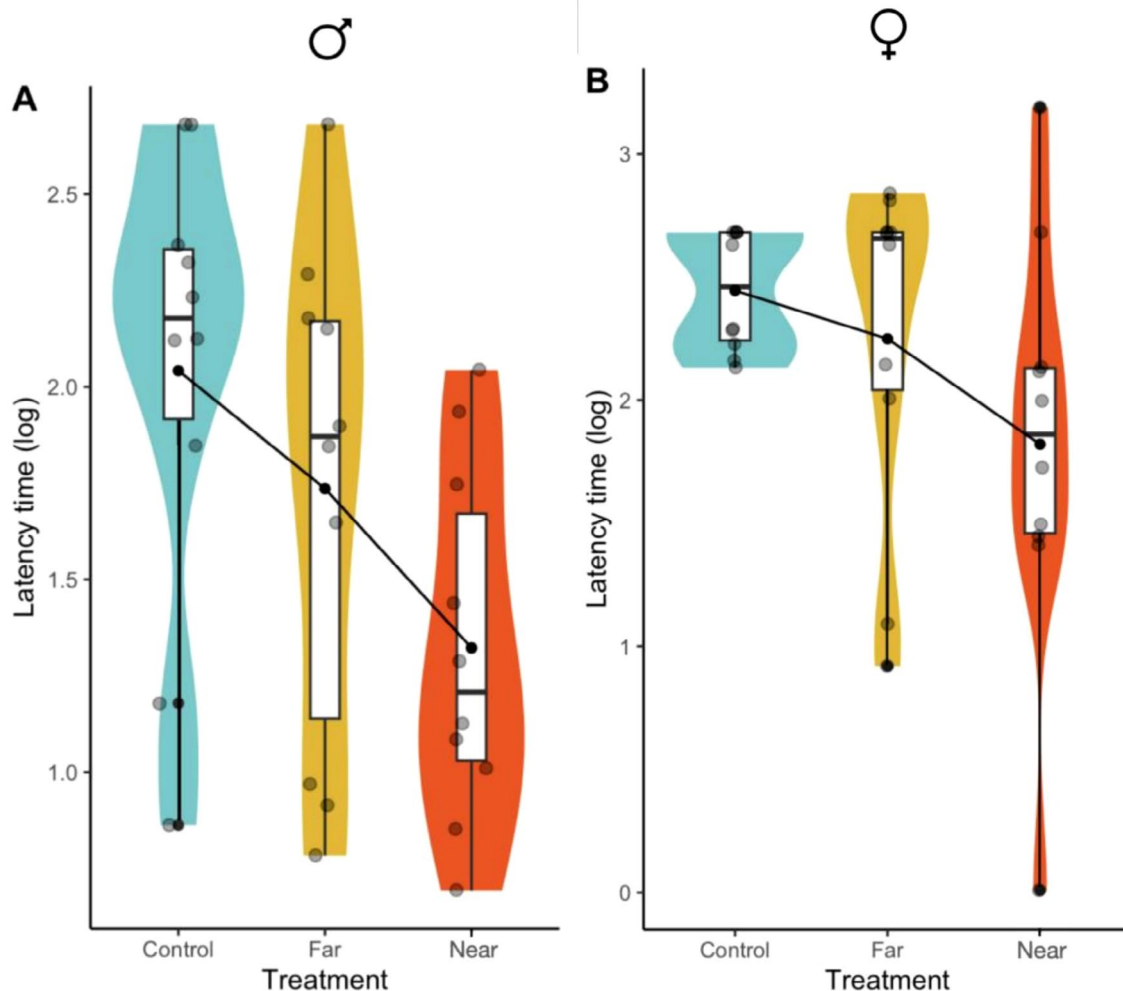 ♂
♀
A
B
Latency time (log)
2.5
2.0
1.5
1.0
Control
Far
Near
Treatment
Latency time (log)
3
2
1
0
Control
Far
Near
Treatment